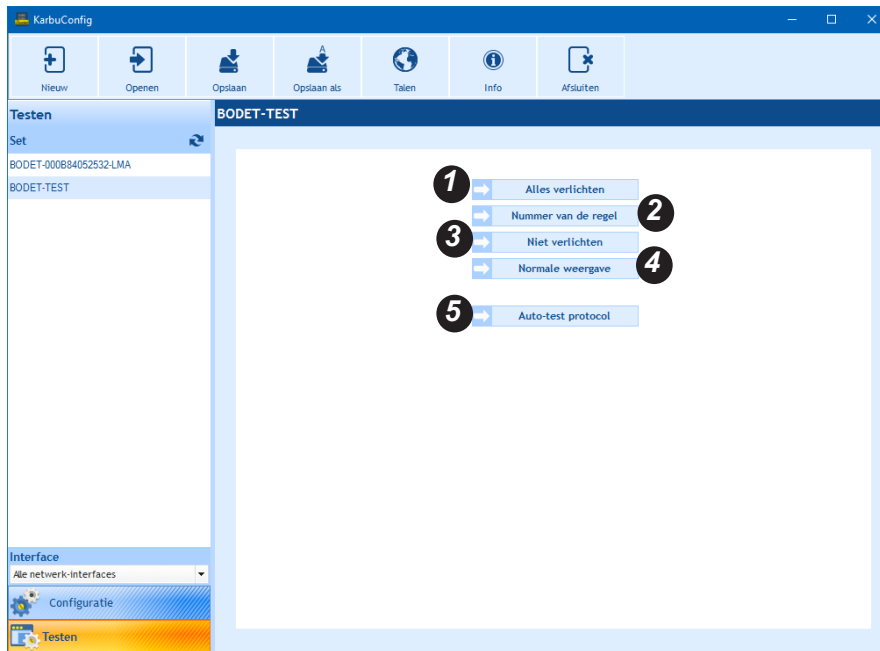 KarbuConfig
Nieuw
Openen
Opslaan
A
Opslaan als
Talen
Info
Afsluiten
Testen
BODET-TEST
Set
BODET-000B84052532-LMA
BODET-TEST
1
Alles verlichten
Nummer van de regel
2
3
Niet verlichten
Normale weergave
4
5
Auto-test protocol
Interface
Alle netwerk-interfaces
Configuratie
Testen